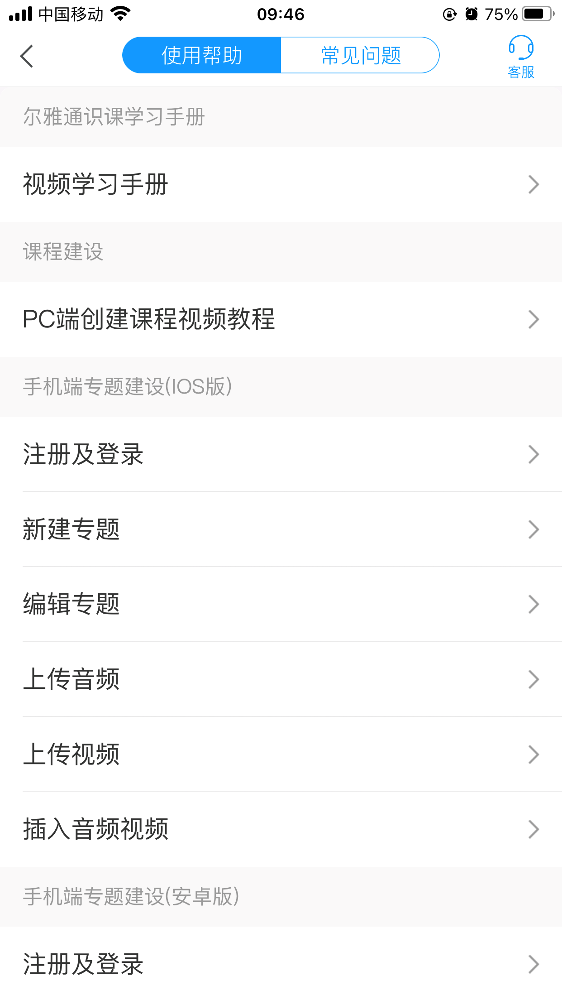 中国移动 09:46 75%
使用帮助 常见问题 客服
尔雅通识课学习手册
视频学习手册
课程建设
PC端创建课程视频教程
手机端专题建设(IOS版)
注册及登录
新建专题
编辑专题
上传音频
上传视频
插入音频视频
手机端专题建设(安卓版)
注册及登录